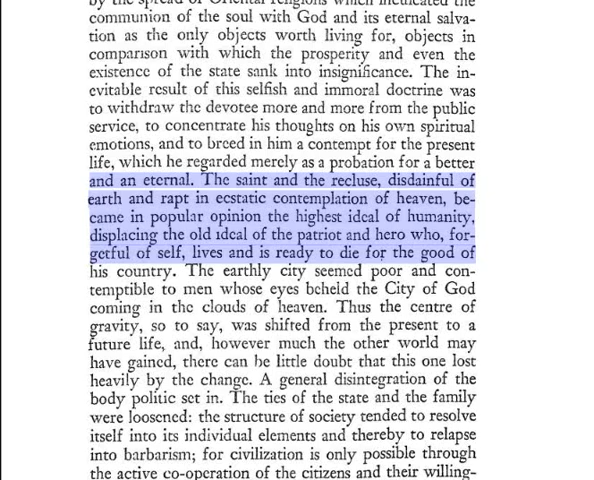 by the spread of Oriental religions which inculcated the
communion of the soul with God and its eternal salva-
tion as the only objects worth living for, objects in
comparison with which the prosperity and even the
existence of the state sank into insignificance. The in-
evitable result of this selfish and immoral doctrine was
to withdraw the devotee more and more from the public
service, to concentrate his thoughts on his own spiritual
emotions, and to breed in him a contempt for the present
life, which he regarded merely as a probation for a better
and an eternal. The saint and the recluse, disdainful of
earth and rapt in ecstatic contemplation of heaven, be-
came in popular opinion the highest ideal of humanity,
displacing the old ideal of the patriot and hero who, for-
getful of self, lives and is ready to die for the good of
his country. The earthly city seemed poor and con-
temptible to men whose eyes beheld the City of God
coming in the clouds of heaven. Thus the centre of
gravity, so to say, was shifted from the present to a
future life, and, however much the other world may
have gained, there can be little doubt that this one lost
heavily by the change. A general disintegration of the
body politic set in. The ties of the state and the family
were loosened: the structure of society tended to resolve
itself into its individual elements and thereby to relapse
into barbarism; for civilization is only possible through
the active co-operation of the citizens and their willing-